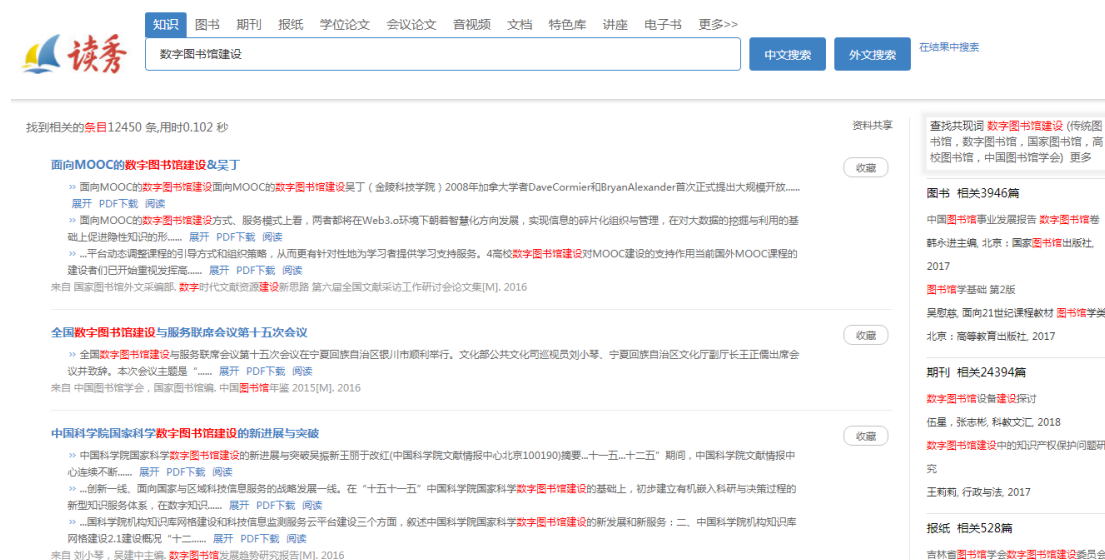 知识 图书 期刊 报纸 学位论文 会议论文 音视频 文档 特色库 讲座 电子书 更多>>
读秀
数字图书馆建设
中文搜索
外文搜索
在结果中搜索
找到相关的条目12450 条,用时0.102 秒
资料共享
面向MOOC的数字图书馆建设&吴丁
收藏
» 面向MOOC的数字图书馆建设面向MOOC的数字图书馆建设吴丁（金陵科技学院）2008年加拿大学者DaveCormier和BryanAlexander首次正式提出大规模开放......
展开 PDF下载 阅读
» 面向MOOC的数字图书馆建设方式、服务模式上看，两者都将在Web3.o环境下朝着智慧化方向发展，实现信息的碎片化组织与管理，在对大数据的挖掘与利用的基
础上促进隐性知识的形...... 展开 PDF下载 阅读
» ...平台动态调整课程的引导方式和组织策略，从而更有针对性地为学习者提供学习支持服务。4高校数字图书馆建设对MOOC建设的支持作用当前国外MOOC课程的
建设者们已开始重视发挥高...... 展开 PDF下载 阅读
来自 国家图书馆外文采编部. 数字时代文献资源建设新思路 第六届全国文献采访工作研讨会论文集[M]. 2016
全国数字图书馆建设与服务联席会议第十五次会议
收藏
» 全国数字图书馆建设与服务联席会议第十五次会议在宁夏回族自治区银川市顺利举行。文化部公共文化司巡视员刘小琴、宁夏回族自治区文化厅副厅长王正儒出席会
议并致辞。本次会议主题是“...... 展开 PDF下载 阅读
来自 中国图书馆学会，国家图书馆编. 中国图书馆年鉴 2015[M]. 2016
中国科学院国家科学数字图书馆建设的新进展与突破
收藏
» 中国科学院国家科学数字图书馆建设的新进展与突破吴振新王丽于改红(中国科学院文献情报中心北京100190)摘要...十一五...十二五”期间，中国科学院文献情报中
心连续不断...... 展开 PDF下载 阅读
» ...创新一线、面向国家与区域科技信息服务的战略发展一线。在“十五十一五”中国科学院国家科学数字图书馆建设的基础上，初步建立有机嵌入科研与决策过程的
新型知识服务体系，在数字知识...... 展开 PDF下载 阅读
» ...国科学院机构知识库网格建设和科技信息监测服务云平台建设三个方面，叙述中国科学院国家科学数字图书馆建设的新发展和新服务：二、中国科学院机构知识库
网格建设2.1建设概况“十二...... 展开 PDF下载 阅读
来自 刘小琴，吴建中主编. 数字图书馆发展趋势研究报告[M]. 2016
查找共现词 数字图书馆建设 (传统图
书馆，数字图书馆，国家图书馆，高
校图书馆，中国图书馆学会) 更多
图书 相关3946篇
中国图书馆事业发展报告 数字图书馆卷
韩永进主编, 北京：国家图书馆出版社,
2017
图书馆学基础 第2版
吴慰慈, 面向21世纪课程教材 图书馆学类
北京：高等教育出版社, 2017
期刊 相关24394篇
数字图书馆设备建设探讨
伍星，张志彬, 科教文汇, 2018
数字图书馆建设中的知识产权保护问题研
究
王莉莉, 行政与法, 2017
报纸 相关528篇
吉林省图书馆学会数字图书馆建设委员会